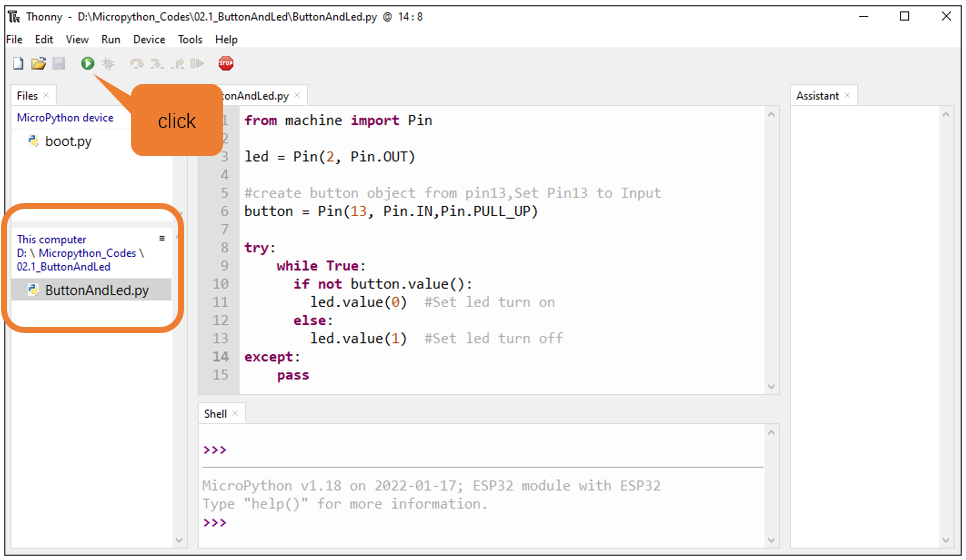 Thonny - D:\Micropython_Codes\02.1_ButtonAndLed\ButtonAndLed.py @ 14 : 8
File Edit View Run Device Tools Help
STOP
Files
MicroPython device
boot.py
This computer
D: \ Micropython_Codes \
02.1_ButtonAndLed
ButtonAndLed.py
click
tonAndLed.py
1 from machine import Pin
2
3 led = Pin(2, Pin.OUT)
4
5 #create button object from pin13,Set Pin13 to Input
6 button = Pin(13, Pin.IN,Pin.PULL_UP)
7
8 try:
9     while True:
10       if not button.value():
11         led.value(0)  #Set led turn on
12       else:
13         led.value(1)  #Set led turn off
14 except:
15     pass
Shell
>>>
MicroPython v1.18 on 2022-01-17; ESP32 module with ESP32
Type "help()" for more information.
>>>
Assistant